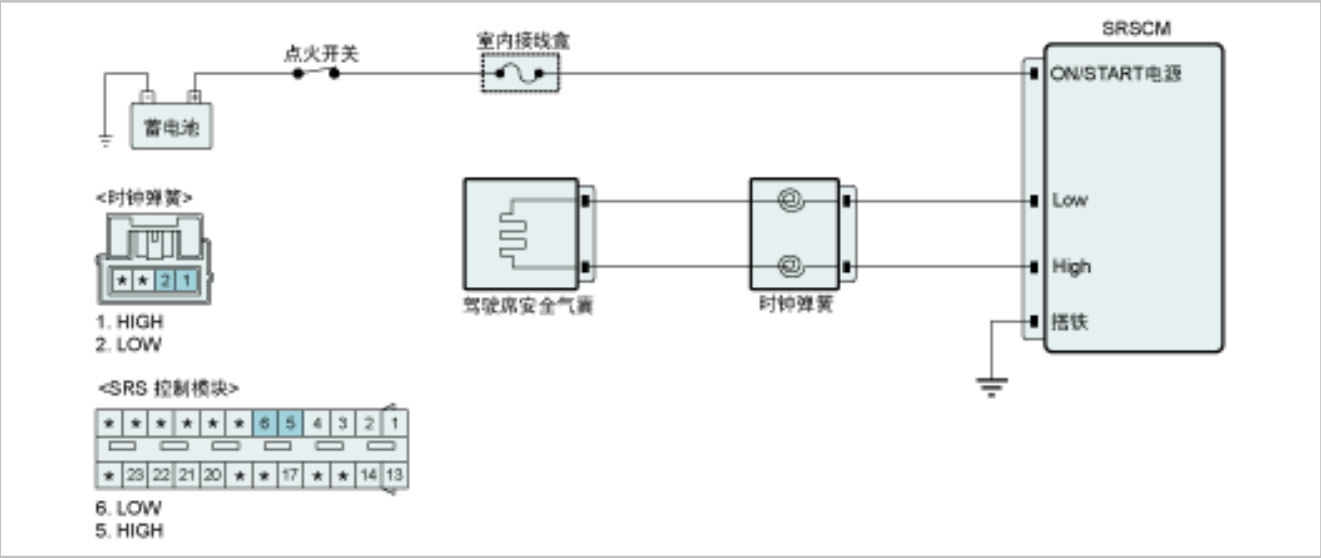 SRSCM
点火开关
室内接线盒
ON/START电源
- +
蓄电池
<时钟弹簧>
Low
★ ★ 2 1
High
驾驶席安全气囊
时钟弹簧
搭铁
1. HIGH
2. LOW
<SRS 控制模块>
★ ★ ★ ★ ★ ★ 6 5 4 3 2 1
★ 23 22 21 20 ★ ★ 17 ★ ★ 14 13
6. LOW
5. HIGH